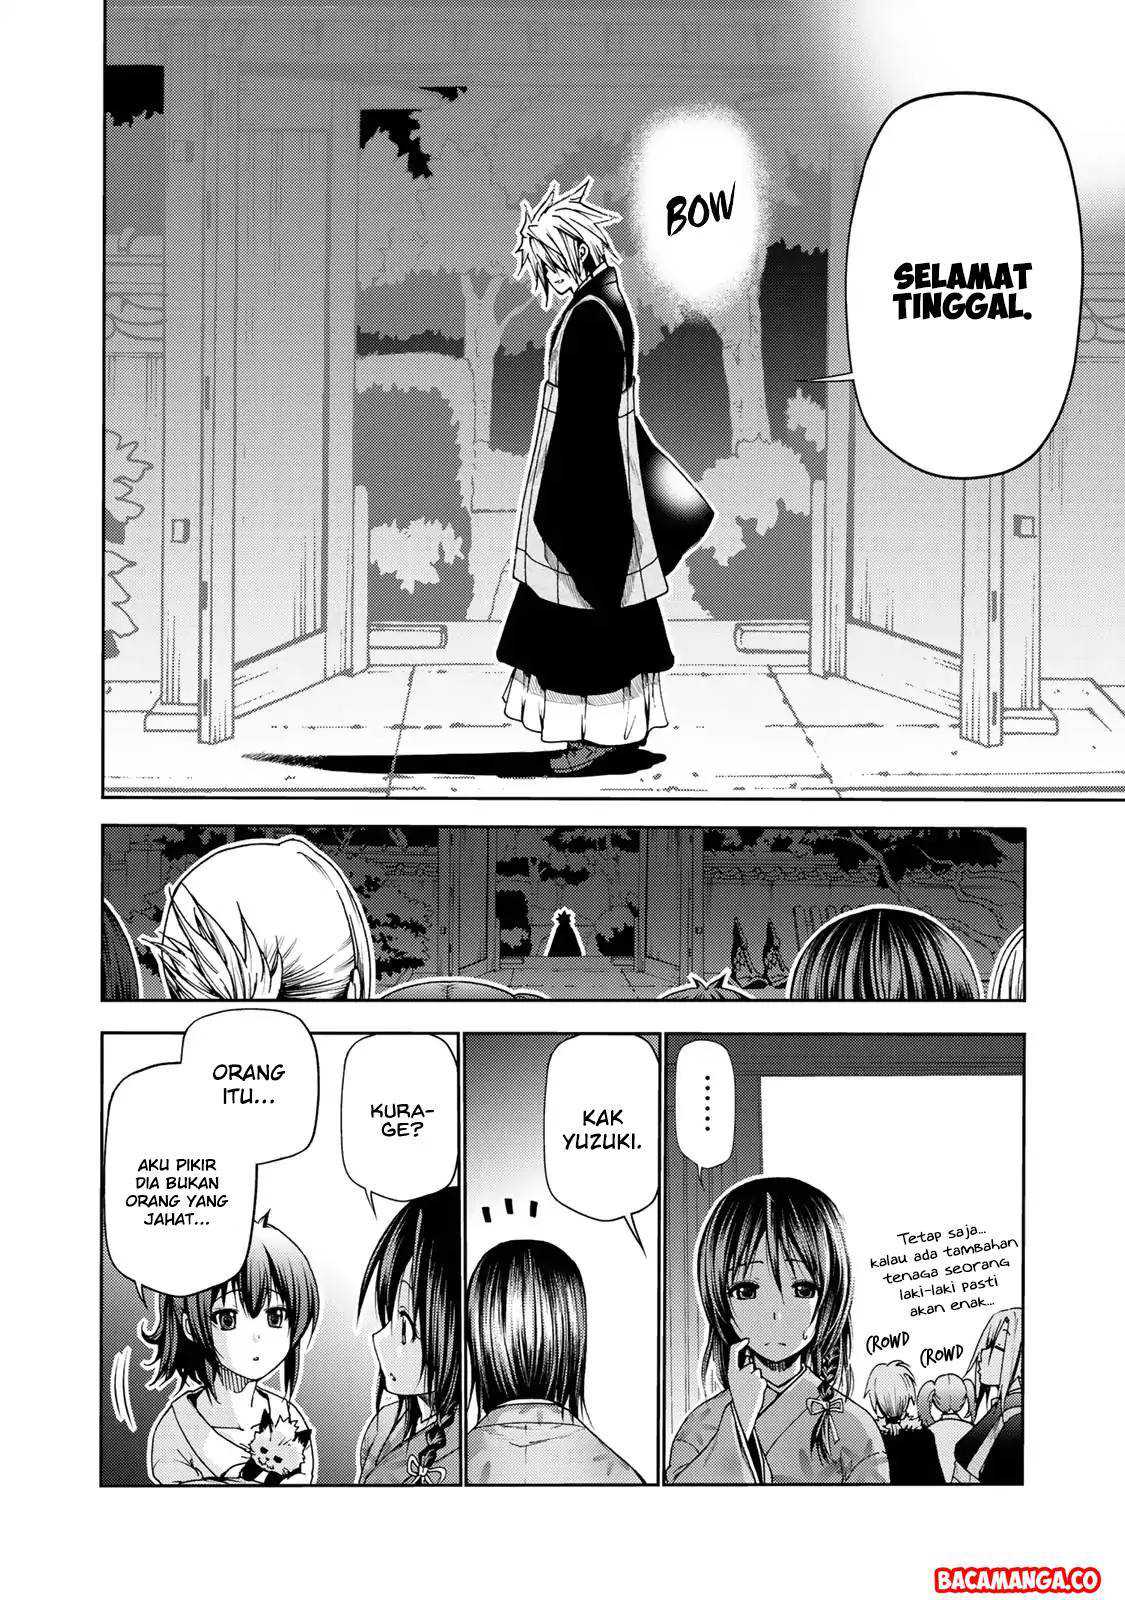 SELAMAT
TINGGAL.
BOW
.......
Tetap saja...
kalau ada tambahan
tenaga seorang
laki-laki pasti
akan enak...
CROWD
CROWD
KAK
YUZUKI.
KURA-
GE?
ORANG
ITU...
AKU PIKIR
DIA BUKAN
ORANG YANG
JAHAT...
BACAMANGA.CO